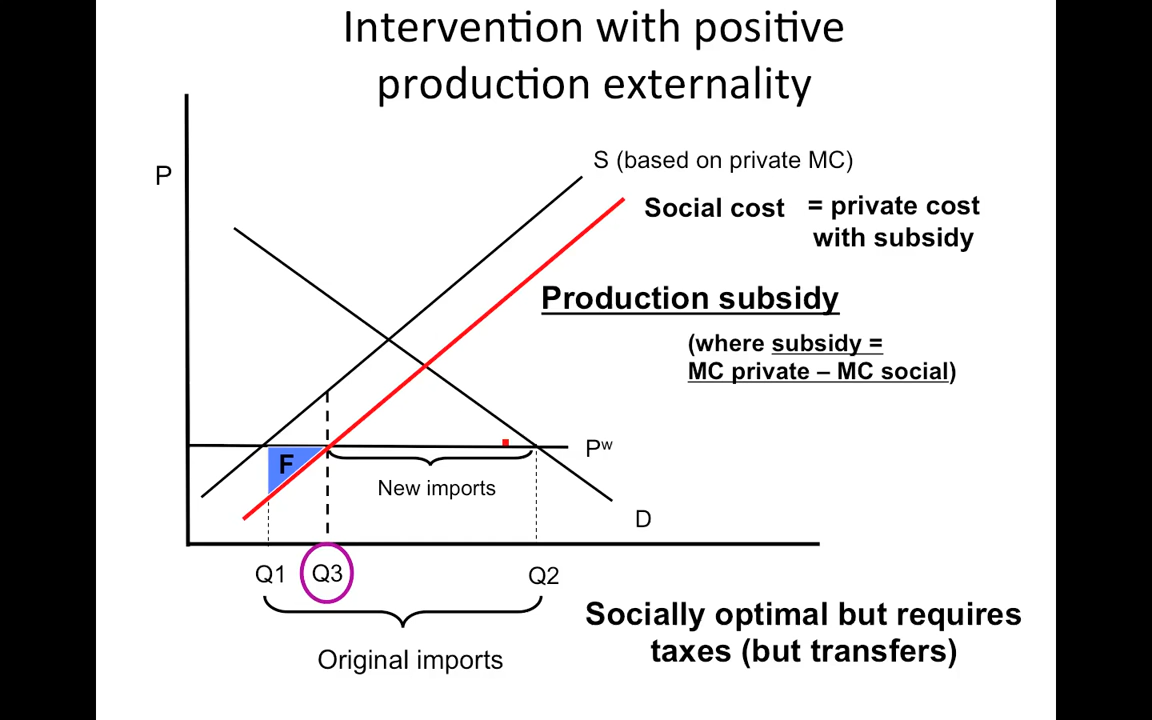 Intervention with positive
production externality
P
S (based on private MC)
Social cost = private cost
with subsidy
Production subsidy
(where subsidy =
MC private – MC social)
Pw
F
New imports
D
Q1 Q3 Q2
Original imports
Socially optimal but requires
taxes (but transfers)